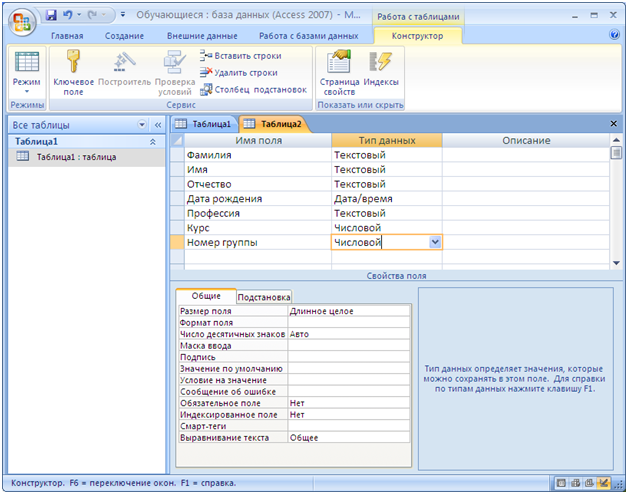 Обучающиеся : база данных (Access 2007) - M...
Работа с таблицами
Главная Создание Внешние данные Работа с базами данных Конструктор
Режим
Ключевое поле
Построитель
Проверка условий
Вставить строки
Удалить строки
Столбец подстановок
Страница свойств
Индексы
Режимы Сервис Показать или скрыть
Все таблицы
Таблица1
Таблица1 : таблица
Таблица1 Таблица2
Имя поля Тип данных Описание
Фамилия Текстовый
Имя Текстовый
Отчество Текстовый
Дата рождения Дата/время
Профессия Текстовый
Курс Числовой
Номер группы Числовой
Свойства поля
Общие Подстановка
Размер поля Длинное целое
Формат поля
Число десятичных знаков Авто
Маска ввода
Подпись
Значение по умолчанию
Условие на значение
Сообщение об ошибке
Обязательное поле Нет
Индексированное поле Нет
Смарт-теги
Выравнивание текста Общее
Тип данных определяет значения, которые
можно сохранять в этом поле. Для справки
по типам данных нажмите клавишу F1.
Конструктор. F6 = переключение окон. F1 = справка.